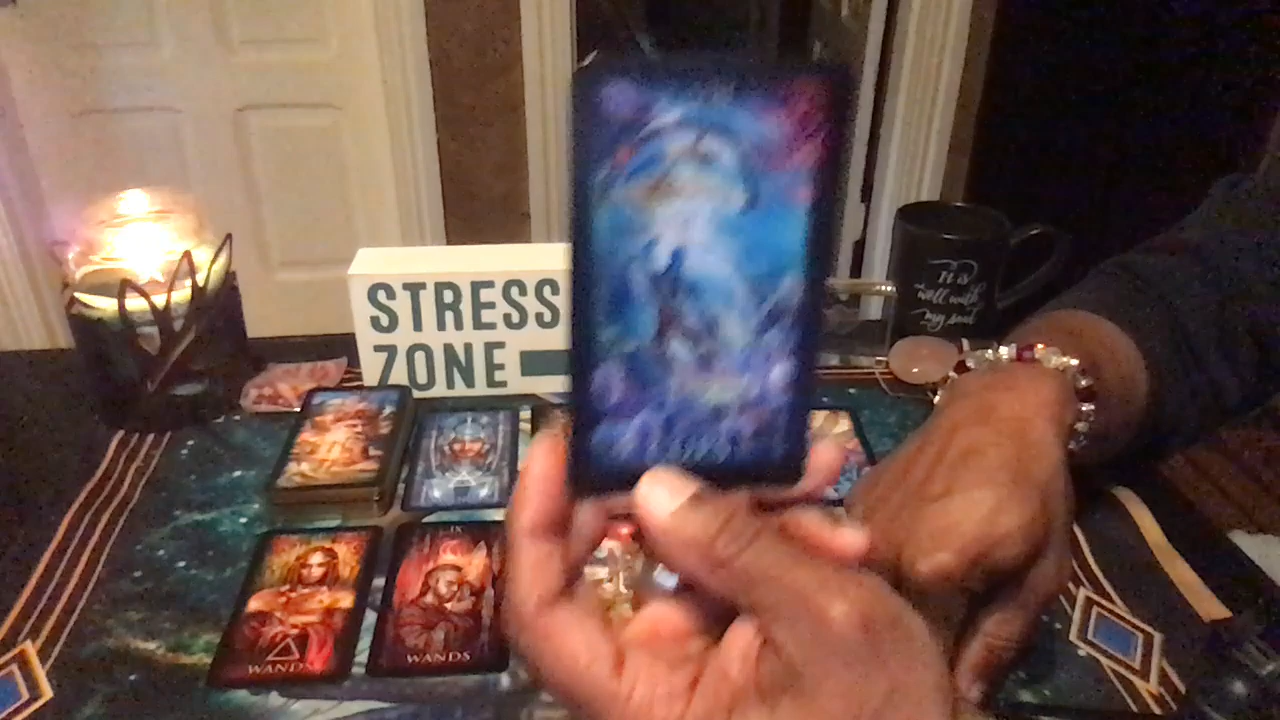 STRESS
ZONE
It is
well with
my soul
WANDS
IX
WANDS